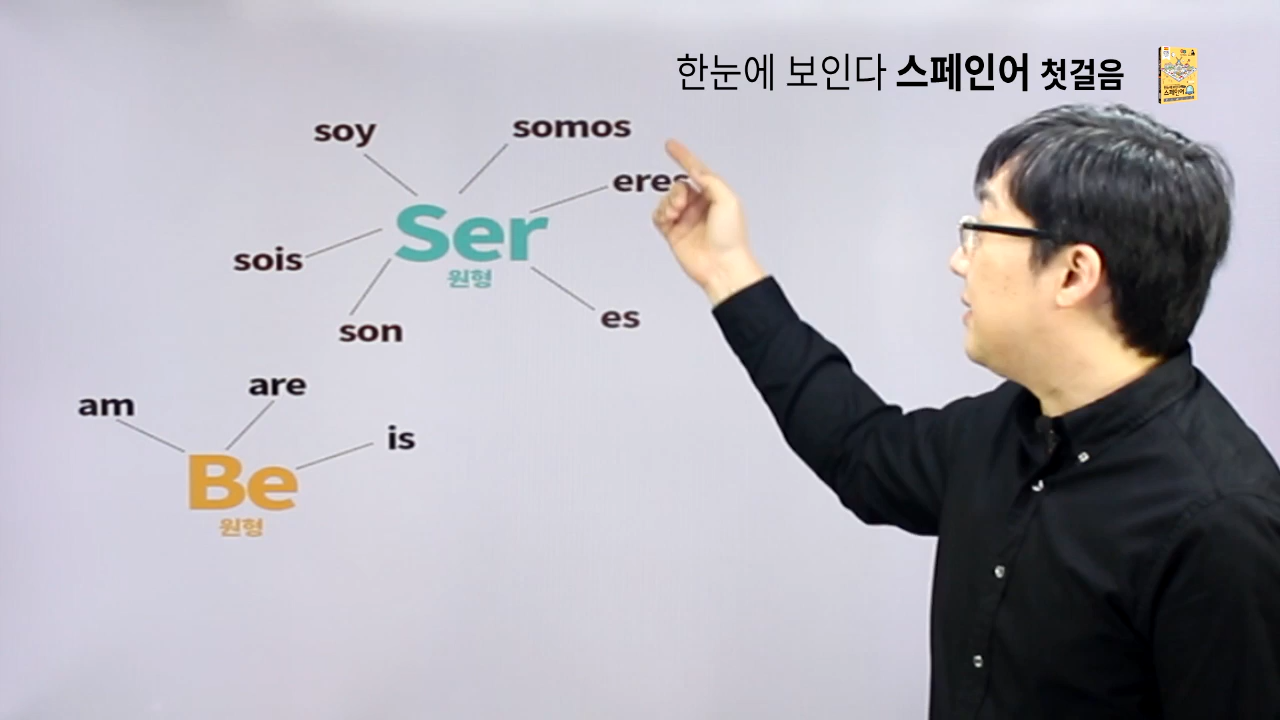 한눈에 보인다 스페인어 첫걸음
soy
somos
eres
Ser
원형
sois
es
son
are
am
is
Be
원형